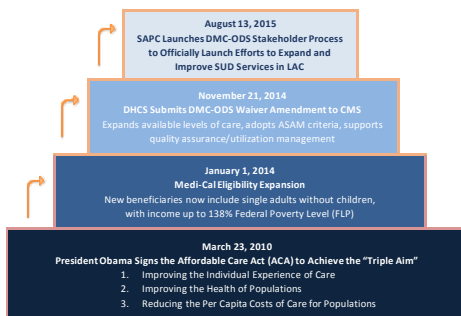 August 13, 2015
SAPC Launches DMC-ODS Stakeholder Process
to Officially Launch Efforts to Expand and
Improve SUD Services in LAC
November 21, 2014
DHCS Submits DMC-ODS Waiver Amendment to CMS
Expands available levels of care, adopts ASAM criteria, supports
quality assurance/utilization management
January 1, 2014
Medi-Cal Eligibility Expansion
New beneficiaries now include single adults without children,
with income up to 138% Federal Poverty Level (FLP)
March 23, 2010
President Obama Signs the Affordable Care Act (ACA) to Achieve the “Triple Aim”
1. Improving the Individual Experience of Care
2. Improving the Health of Populations
3. Reducing the Per Capita Costs of Care for Populations